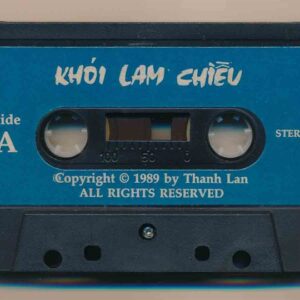 KHÓI LAM CHIỀU
ide
A
STER
100 50 0
Copyright © 1989 by Thanh Lan
ALL RIGHTS RESERVED